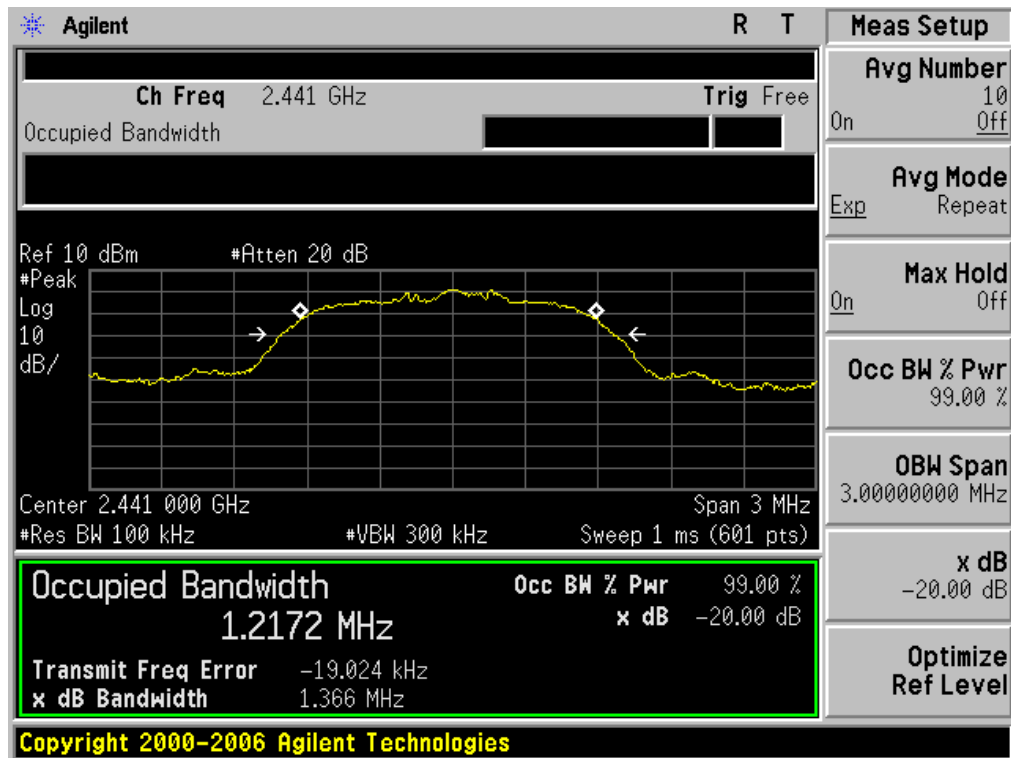 Agilent R T
Ch Freq 2.441 GHz Trig Free
Occupied Bandwidth
Ref 10 dBm #Atten 20 dB
#Peak
Log
10
dB/
Center 2.441 000 GHz Span 3 MHz
#Res BW 100 kHz #VBW 300 kHz Sweep 1 ms (601 pts)
Occupied Bandwidth Occ BW % Pwr 99.00 %
1.2172 MHz x dB -20.00 dB
Transmit Freq Error -19.024 kHz
x dB Bandwidth 1.366 MHz
Copyright 2000-2006 Agilent Technologies
Meas Setup
Avg Number
10
On Off
Avg Mode
Exp Repeat
Max Hold
On Off
Occ BW % Pwr
99.00 %
OBW Span
3.00000000 MHz
x dB
-20.00 dB
Optimize
Ref Level